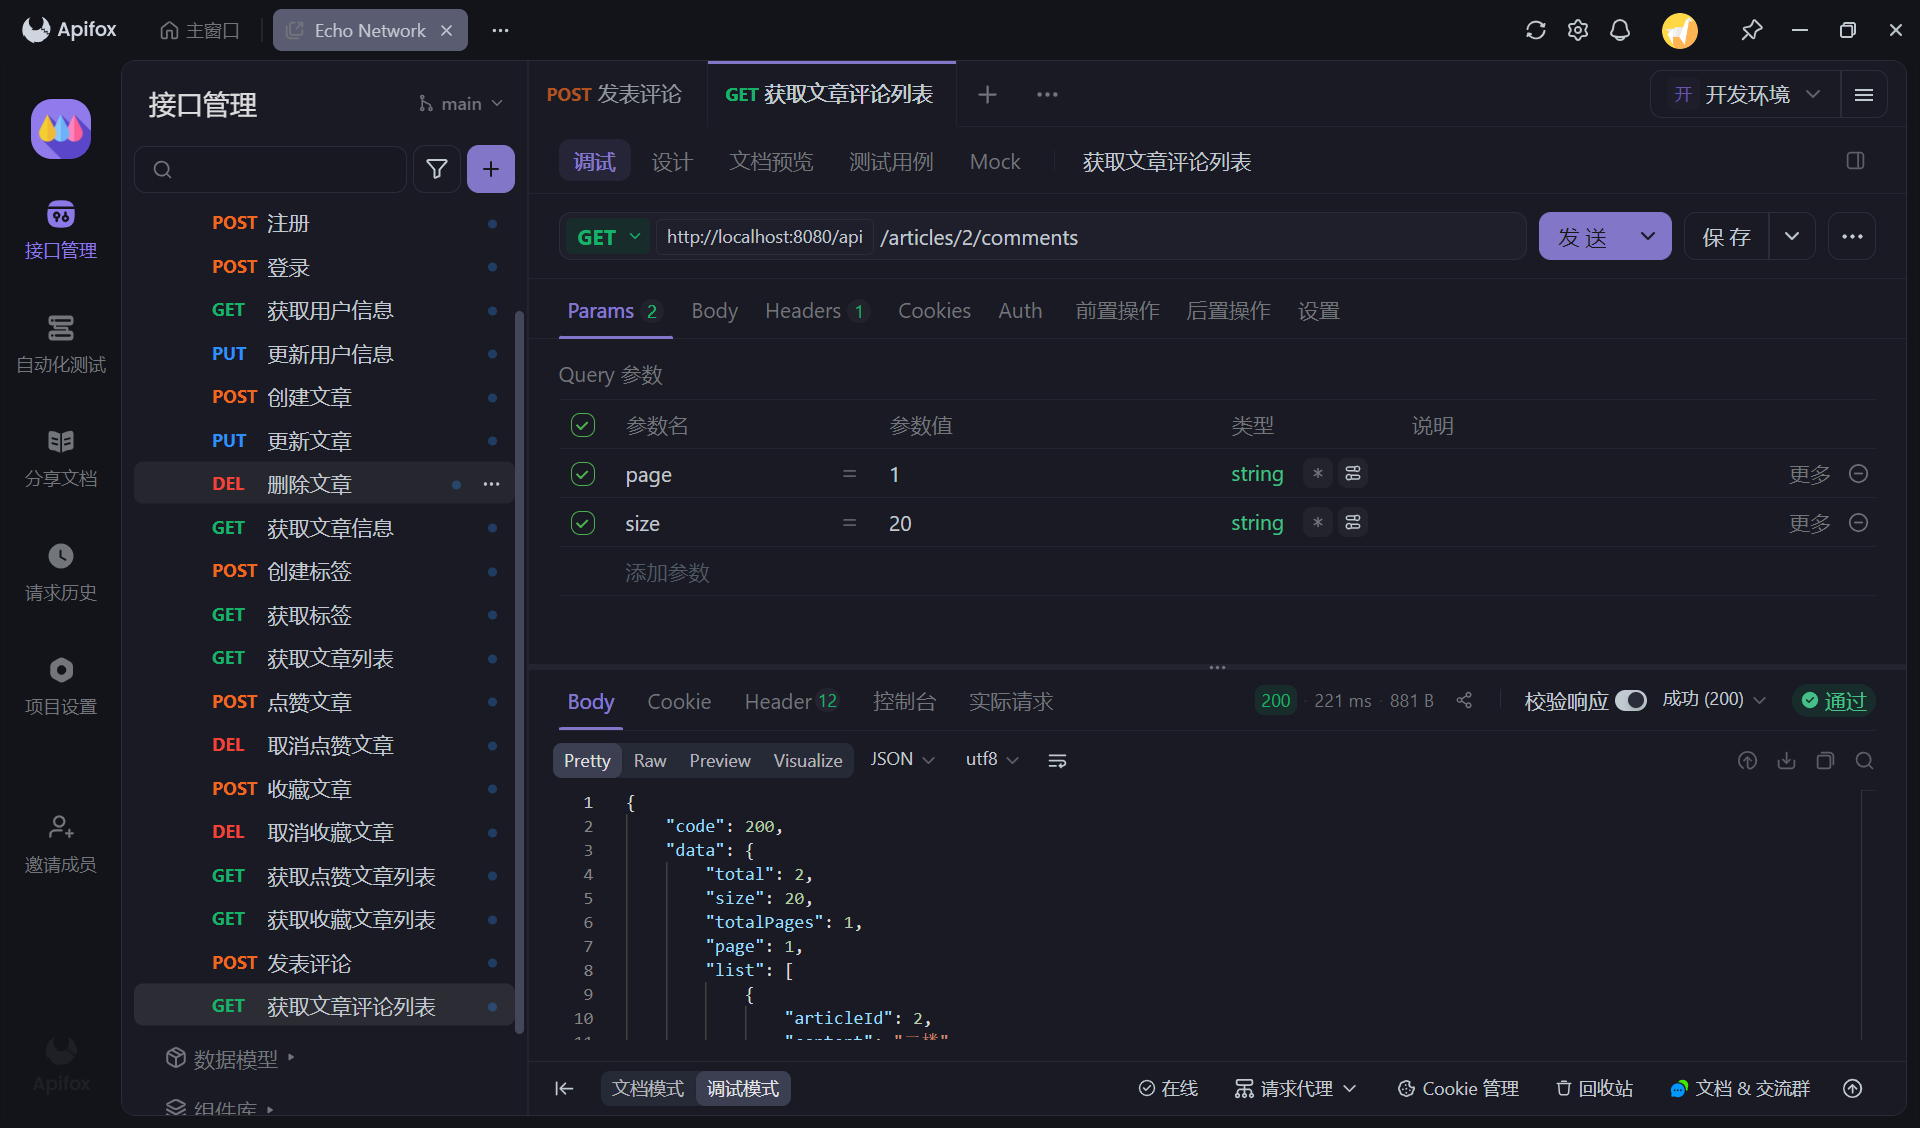 Apifox
主窗口
Echo Network
接口管理
main
POST 发表评论
GET 获取文章评论列表
开 开发环境
接口管理
自动化测试
分享文档
请求历史
项目设置
邀请成员
Apifox
POST 注册
POST 登录
GET 获取用户信息
PUT 更新用户信息
POST 创建文章
PUT 更新文章
DEL 删除文章
GET 获取文章信息
POST 创建标签
GET 获取标签
GET 获取文章列表
POST 点赞文章
DEL 取消点赞文章
POST 收藏文章
DEL 取消收藏文章
GET 获取点赞文章列表
GET 获取收藏文章列表
POST 发表评论
GET 获取文章评论列表
数据模型
组件库
调试 设计 文档预览 测试用例 Mock 获取文章评论列表
GET http://localhost:8080/api /articles/2/comments 发 送 保 存
Params 2 Body Headers 1 Cookies Auth 前置操作 后置操作 设置
Query 参数
参数名 参数值 类型 说明
page = 1 string * 更多
size = 20 string * 更多
添加参数
Body Cookie Header 12 控制台 实际请求 200 · 221 ms · 881 B 校验响应 成功 (200) 通过
Pretty Raw Preview Visualize JSON utf8
1 {
2 "code": 200,
3 "data": {
4 "total": 2,
5 "size": 20,
6 "totalPages": 1,
7 "page": 1,
8 "list": [
9 {
10 "articleId": 2,
11 "content": "二楼"
文档模式 调试模式 在线 请求代理 Cookie 管理 回收站 文档 & 交流群